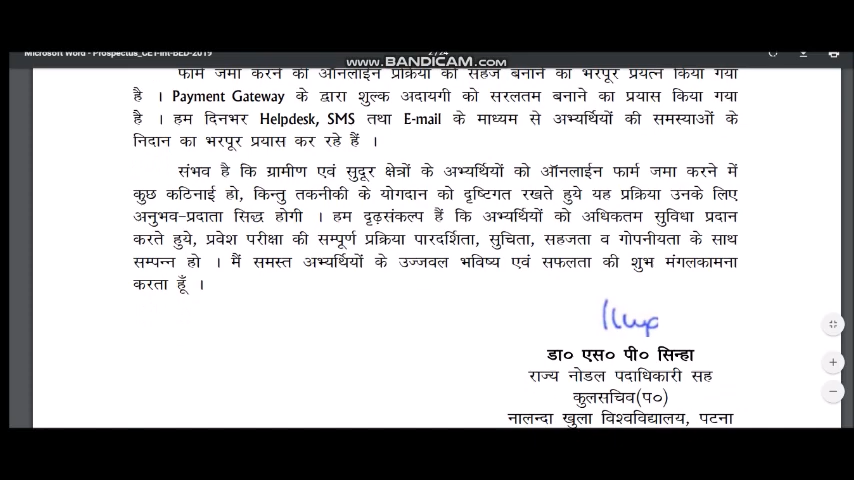 Microsoft Word - Prospectus_CET-Int-BED-2019
2 / 24
www.BANDICAM.com
फार्म जमा करने की ऑनलाईन प्रक्रिया को सहज बनाने का भरपूर प्रयत्न किया गया
है । Payment Gateway के द्वारा शुल्क अदायगी को सरलतम बनाने का प्रयास किया गया
है । हम दिनभर Helpdesk, SMS तथा E-mail के माध्यम से अभ्यर्थियों की समस्याओं के
निदान का भरपूर प्रयास कर रहे हैं ।
संभव है कि ग्रामीण एवं सुदूर क्षेत्रों के अभ्यर्थियों को ऑनलाईन फार्म जमा करने में
कुछ कठिनाई हो, किन्तु तकनीकी के योगदान को दृष्टिगत रखते हुये यह प्रक्रिया उनके लिए
अनुभव-प्रदाता सिद्ध होगी । हम दृढ़संकल्प हैं कि अभ्यर्थियों को अधिकतम सुविधा प्रदान
करते हुये, प्रवेश परीक्षा की सम्पूर्ण प्रक्रिया पारदर्शिता, सुचिता, सहजता व गोपनीयता के साथ
सम्पन्न हो । मैं समस्त अभ्यर्थियों के उज्जवल भविष्य एवं सफलता की शुभ मंगलकामना
करता हूँ ।
डा० एस० पी० सिन्हा
राज्य नोडल पदाधिकारी सह
कुलसचिव(प०)
नालन्दा खुला विश्वविद्यालय, पटना